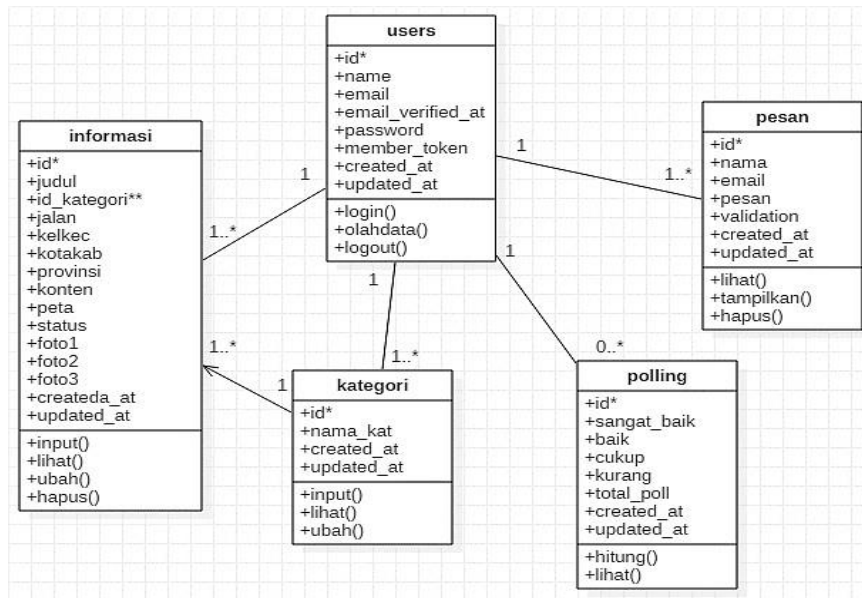 users
+id*
+name
+email
+email_verified_at
+password
+member_token
+created_at
+updated_at
+login()
+olahdata()
+logout()
informasi
+id*
+judul
+id_kategori**
+jalan
+kelkec
+kotakab
+provinsi
+konten
+peta
+status
+foto1
+foto2
+foto3
+createda_at
+updated_at
+input()
+lihat()
+ubah()
+hapus()
pesan
+id*
+nama
+email
+pesan
+validation
+created_at
+updated_at
+lihat()
+tampilkan()
+hapus()
kategori
+id*
+nama_kat
+created_at
+updated_at
+input()
+lihat()
+ubah()
polling
+id*
+sangat_baik
+baik
+cukup
+kurang
+total_poll
+created_at
+updated_at
+hitung()
+lihat()
1
1..*
1
1..*
1
1..*
1
0..*
1
1..*